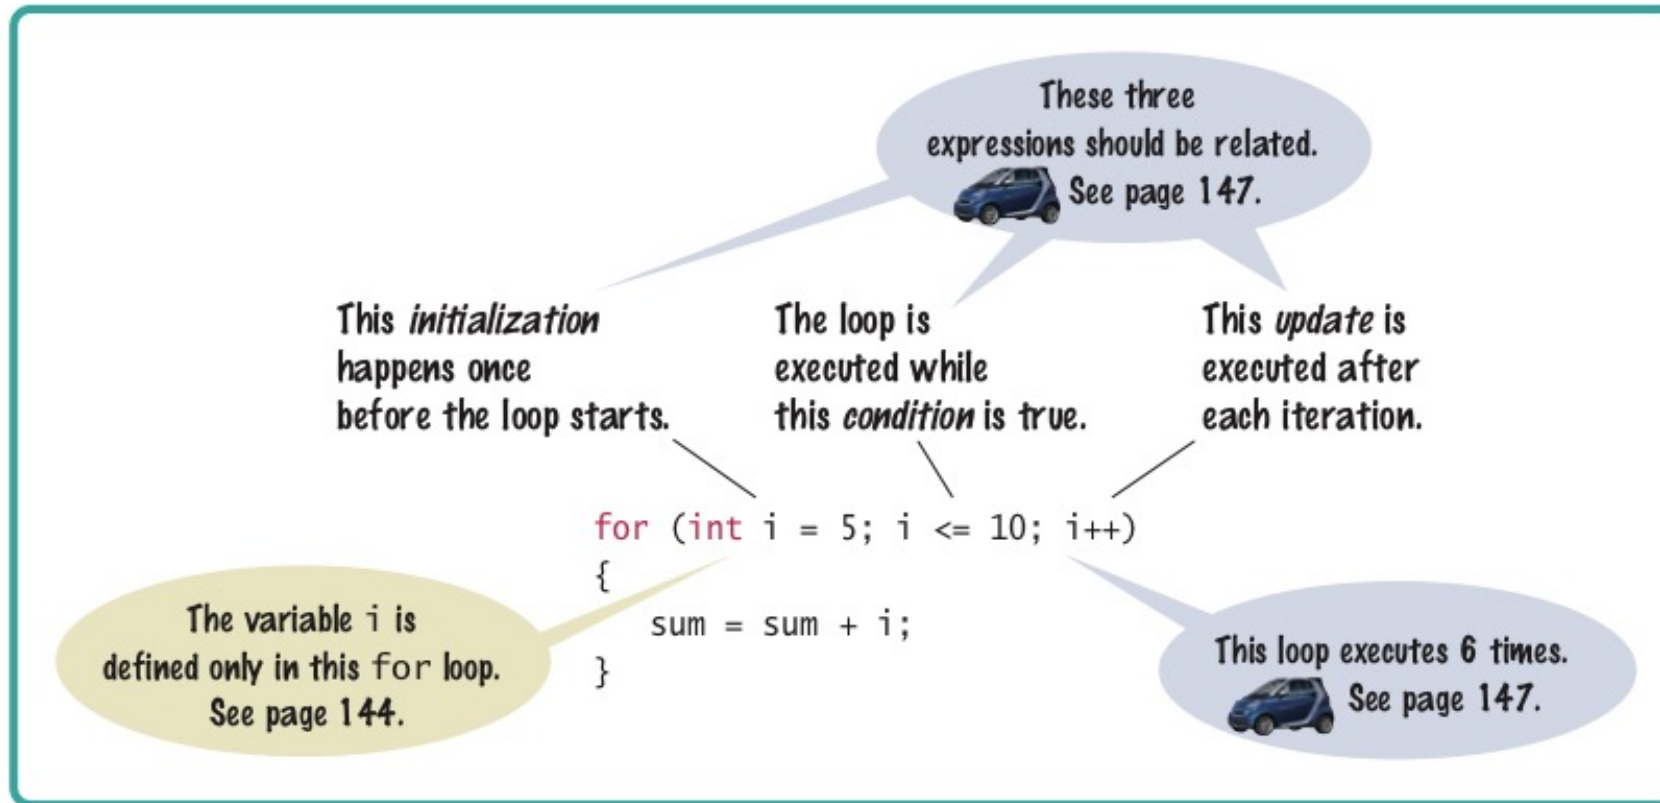 These three
expressions should be related.
See page 147.
This initialization
happens once
before the loop starts.
The loop is
executed while
this condition is true.
This update is
executed after
each iteration.
for (int i = 5; i <= 10; i++)
{
sum = sum + i;
}
The variable i is
defined only in this for loop.
See page 144.
This loop executes 6 times.
See page 147.